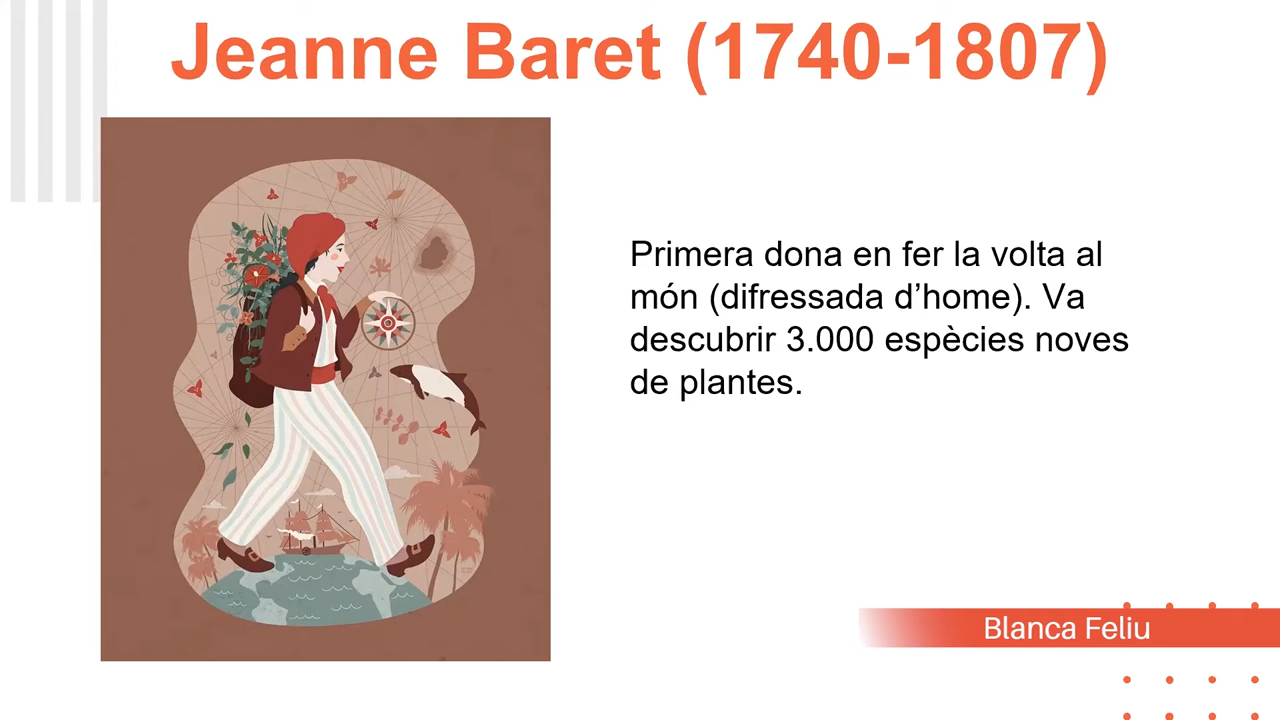 Jeanne Baret (1740-1807)
Primera dona en fer la volta al
món (difressada d’home). Va
descubrir 3.000 espècies noves
de plantes.
Blanca Feliu